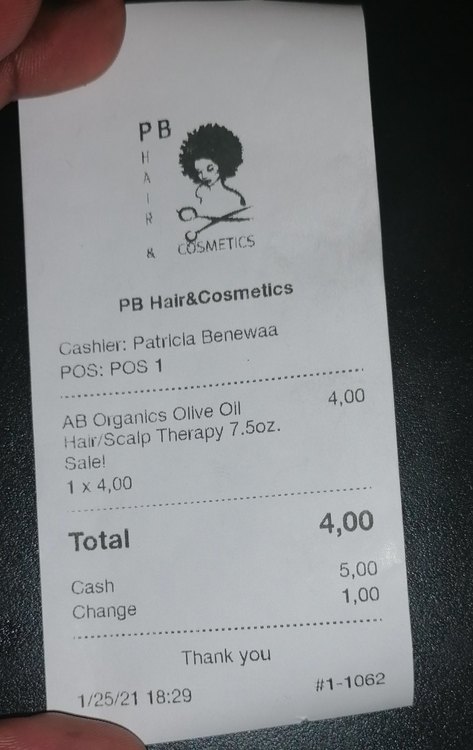 PB
HAIR
& COSMETICS
PB Hair&Cosmetics
Cashier: Patricia Benewaa
POS: POS 1
AB Organics Olive Oil 4,00
Hair/Scalp Therapy 7.5oz.
Sale!
1 x 4,00
Total 4,00
Cash 5,00
Change 1,00
Thank you
1/25/21 18:29 #1-1062